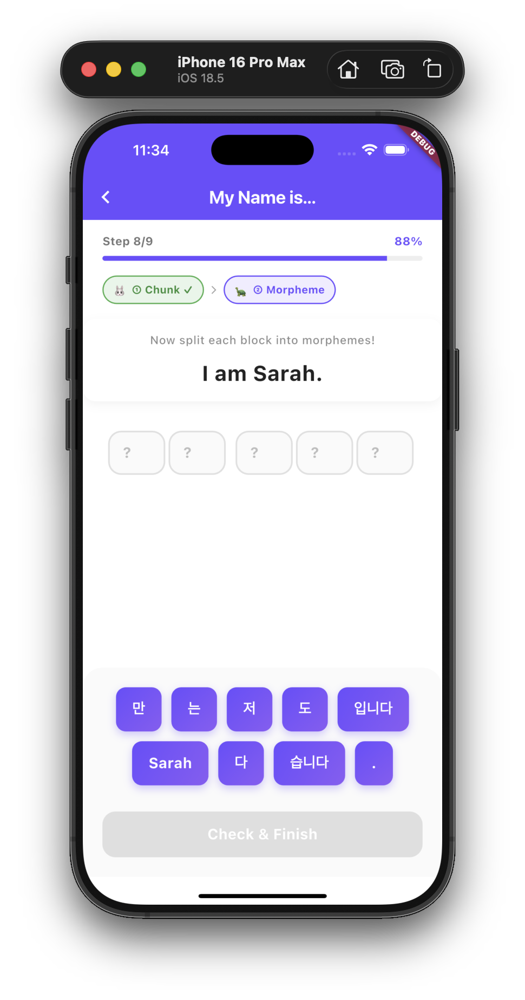 iPhone 16 Pro Max
iOS 18.5
11:34
DEBUG
My Name is...
Step 8/9
88%
① Chunk ✓ > ② Morpheme
Now split each block into morphemes!
I am Sarah.
? ? ? ? ?
만 는 저 도 입니다
Sarah 다 습니다 .
Check & Finish